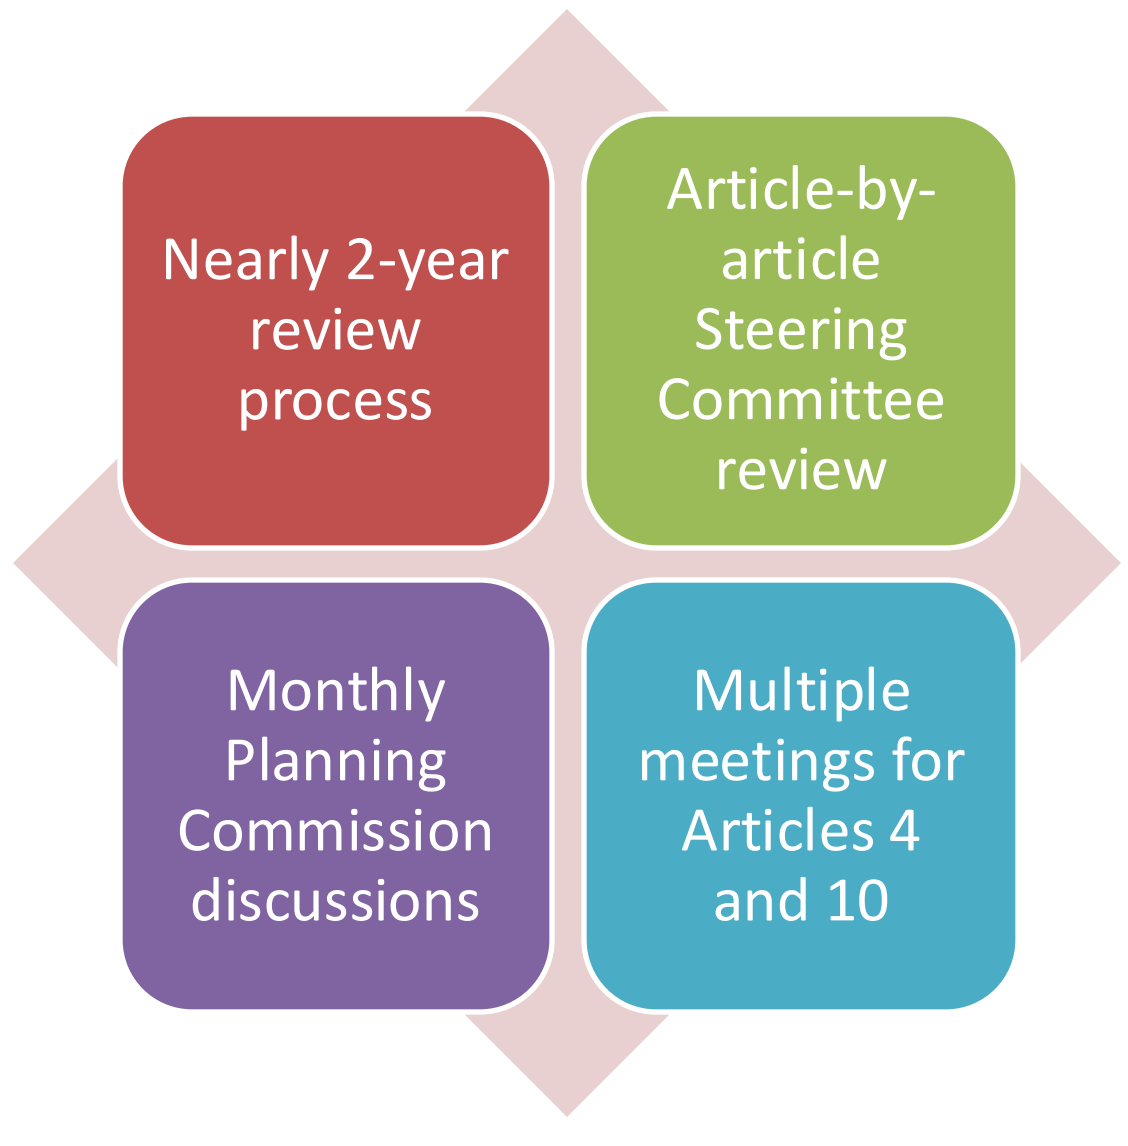 Nearly 2-year
review
process
Article-by-
article
Steering
Committee
review
Monthly
Planning
Commission
discussions
Multiple
meetings for
Articles 4
and 10